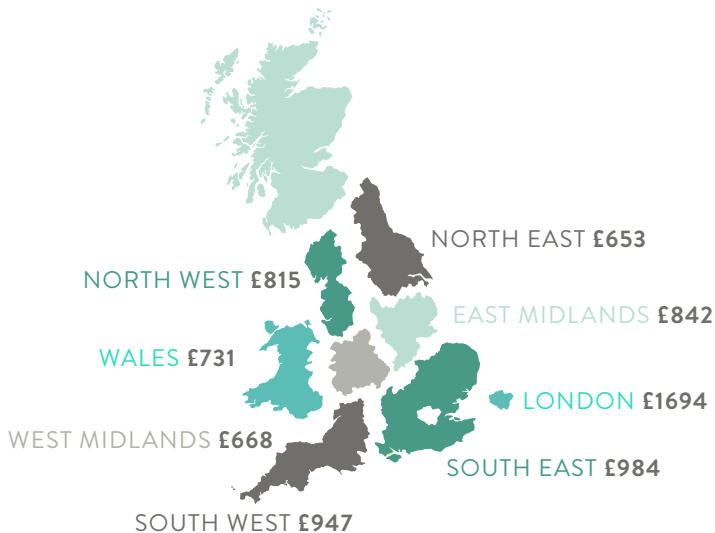 NORTH EAST £653
NORTH WEST £815
EAST MIDLANDS £842
WALES £731
LONDON £1694
WEST MIDLANDS £668
SOUTH EAST £984
SOUTH WEST £947